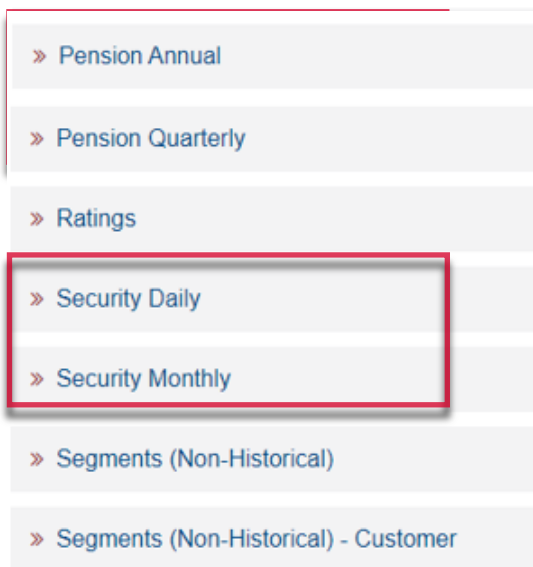 » Pension Annual
» Pension Quarterly
» Ratings
» Security Daily
» Security Monthly
» Segments (Non-Historical)
» Segments (Non-Historical) - Customer